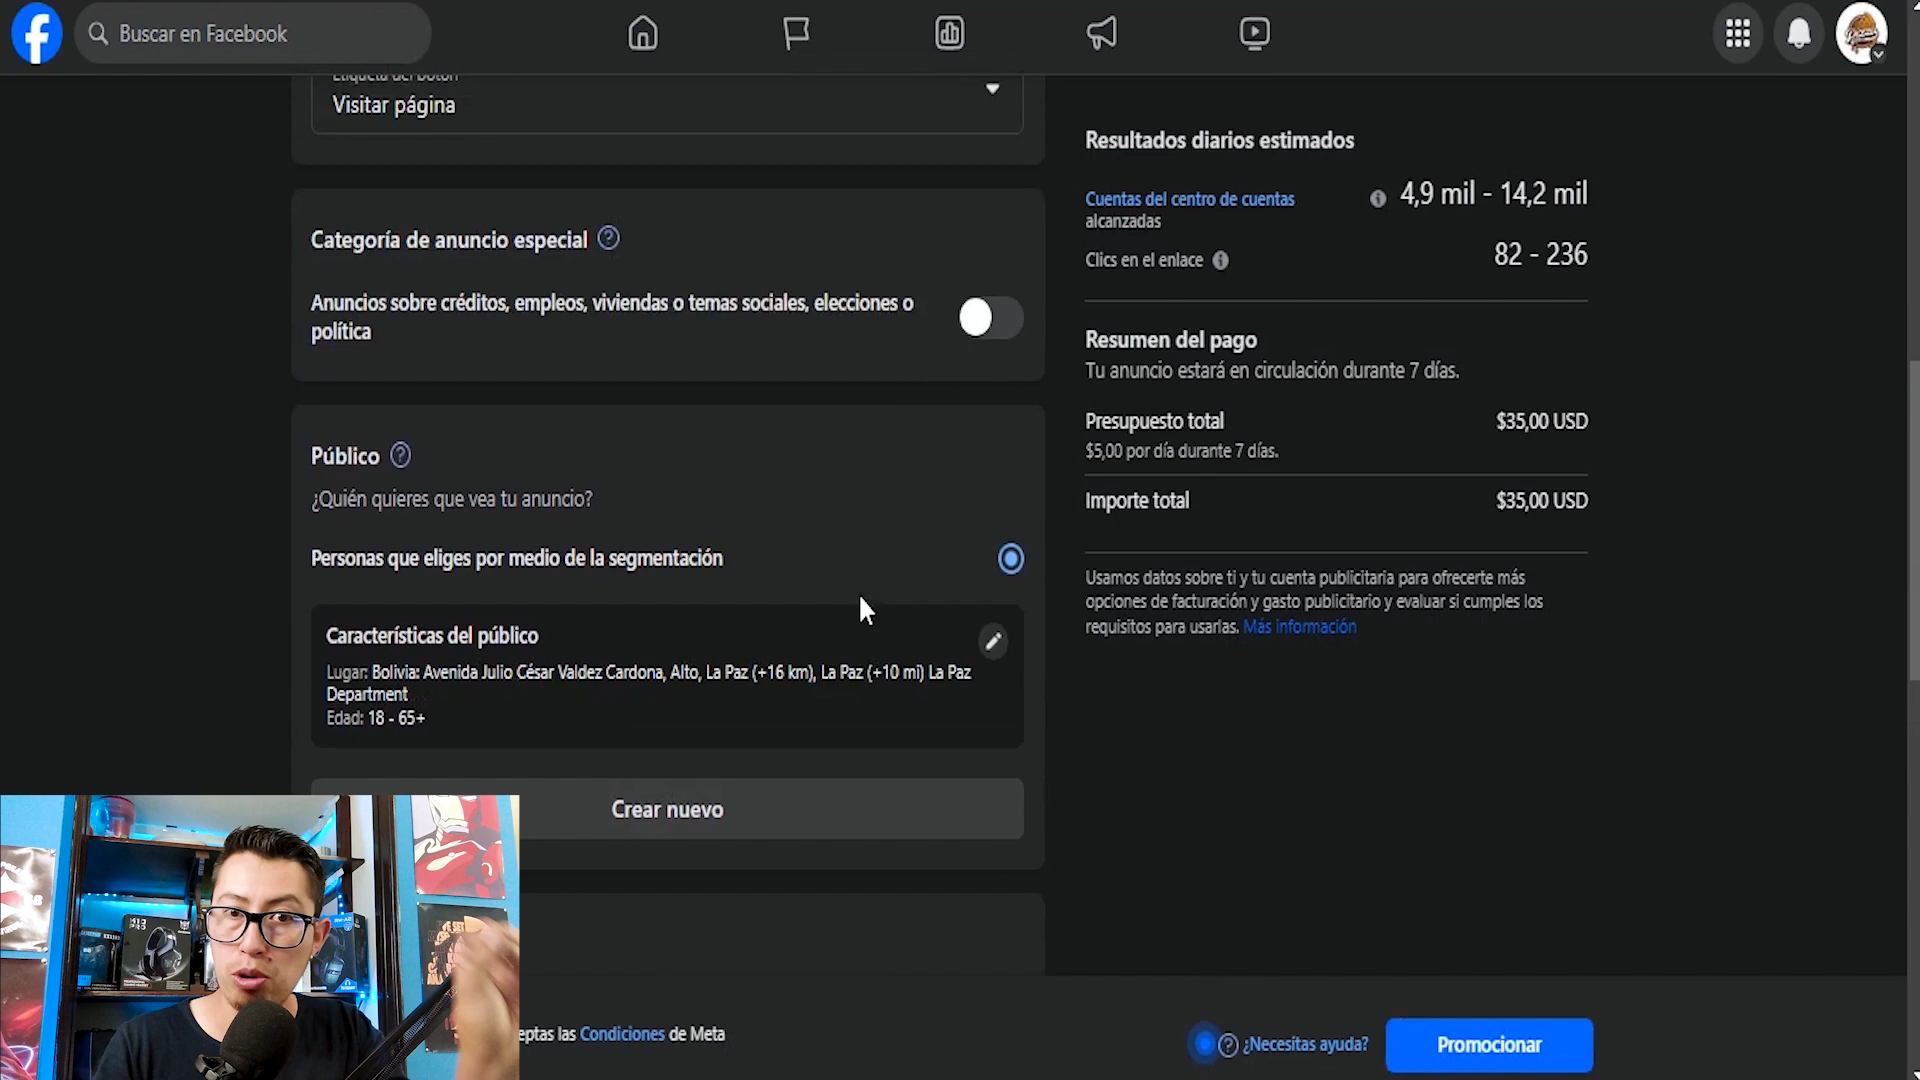 Buscar en Facebook
Etiqueta del botón
Visitar página
Categoría de anuncio especial
Anuncios sobre créditos, empleos, viviendas o temas sociales, elecciones o
política
Público
¿Quién quieres que vea tu anuncio?
Personas que eliges por medio de la segmentación
Características del público
Lugar: Bolivia: Avenida Julio César Valdez Cardona, Alto, La Paz (+16 km), La Paz (+10 mi) La Paz
Department
Edad: 18 - 65+
Crear nuevo
eptas las Condiciones de Meta
Resultados diarios estimados
Cuentas del centro de cuentas
alcanzadas
4,9 mil - 14,2 mil
Clics en el enlace
82 - 236
Resumen del pago
Tu anuncio estará en circulación durante 7 días.
Presupuesto total
$35,00 USD
$5,00 por día durante 7 días.
Importe total
$35,00 USD
Usamos datos sobre ti y tu cuenta publicitaria para ofrecerte más
opciones de facturación y gasto publicitario y evaluar si cumples los
requisitos para usarlas. Más información
¿Necesitas ayuda?
Promocionar